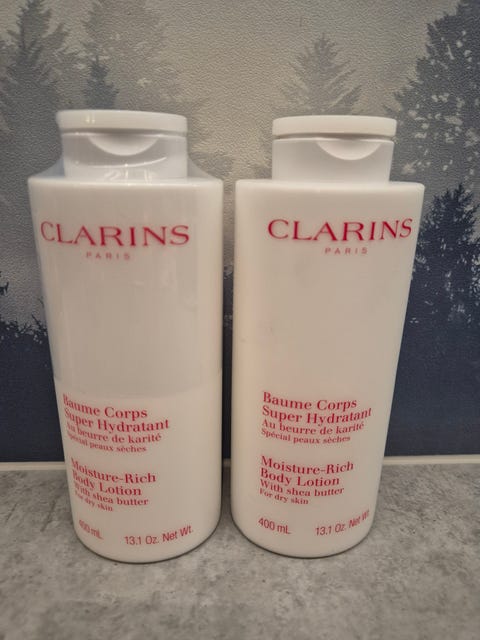 CLARINS
PARIS
Baume Corps
Super Hydratant
Au beurre de karité
Spécial peaux sèches
Moisture-Rich
Body Lotion
With shea butter
For dry skin
400 mL 13.1 Oz. Net Wt.
CLARINS
PARIS
Baume Corps
Super Hydratant
Au beurre de karité
Spécial peaux sèches
Moisture-Rich
Body Lotion
With shea butter
For dry skin
400 mL 13.1 Oz. Net Wt.